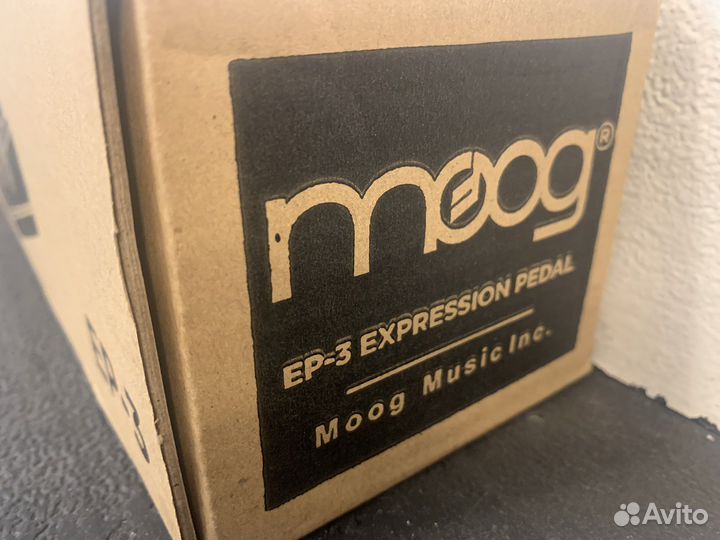 moog®
EP-3 EXPRESSION PEDAL
Moog Music Inc.
EP-3
Avito